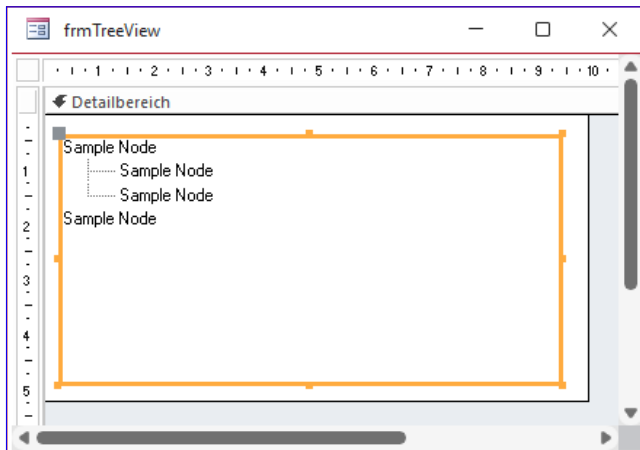 frmTreeView
1 2 3 4 5 6 7 8 9 10
Detailbereich
Sample Node
1
Sample Node
Sample Node
2
Sample Node
3
4
5